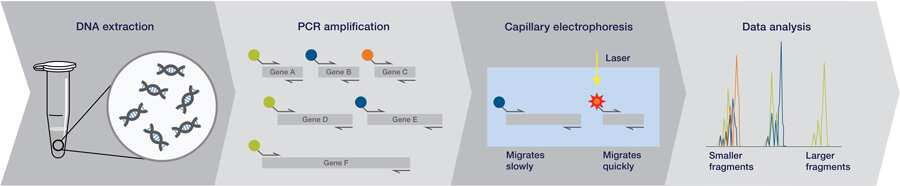 DNA extraction
PCR amplification
Gene A
Gene B
Gene C
Gene D
Gene E
Gene F
Capillary electrophoresis
Laser
Migrates
slowly
Migrates
quickly
Data analysis
Smaller
fragments
Larger
fragments